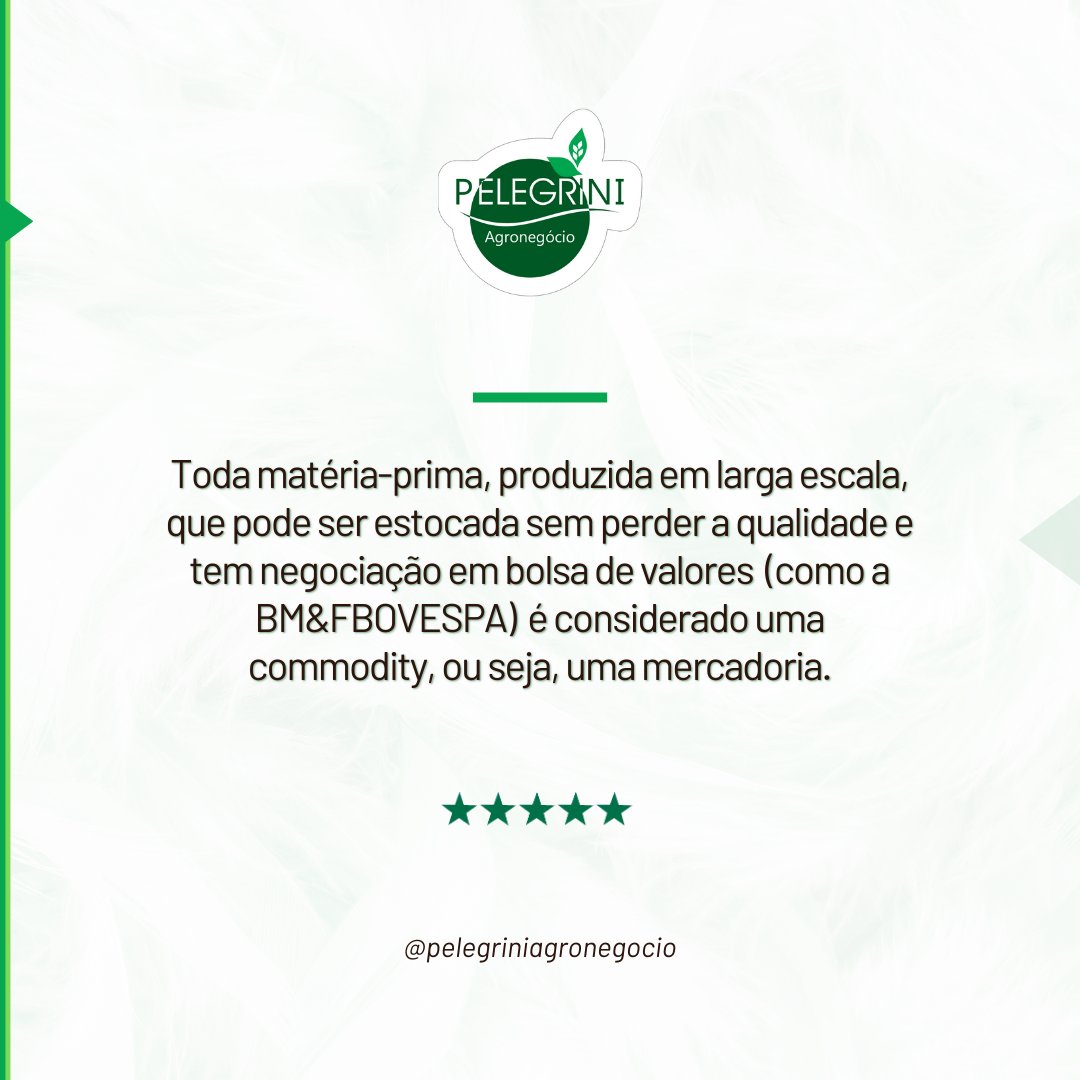 PELEGRINI
Agronegócio
Toda matéria-prima, produzida em larga escala,
que pode ser estocada sem perder a qualidade e
tem negociação em bolsa de valores (como a
BM&FBOVESPA) é considerado uma
commodity, ou seja, uma mercadoria.
@pelegriniagronegocio